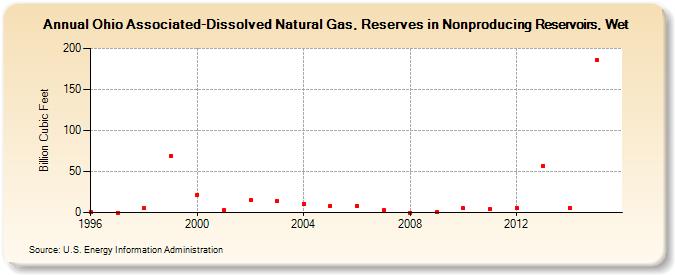 Annual Ohio Associated-Dissolved Natural Gas, Reserves in Nonproducing Reservoirs, Wet
Billion Cubic Feet
200
150
100
50
0
1996 2000 2004 2008 2012
Source: U.S. Energy Information Administration